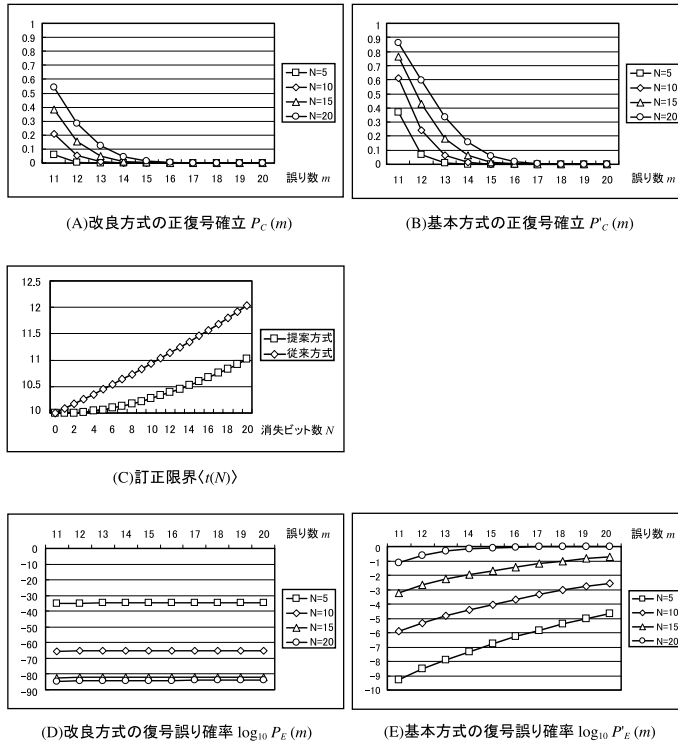 1
0.9
0.8
0.7
0.6
0.5
0.4
0.3
0.2
0.1
0
11 12 13 14 15 16 17 18 19 20 誤り数 m
N=5
N=10
N=15
N=20
(A)改良方式の正復号確立 P_C (m)
1
0.9
0.8
0.7
0.6
0.5
0.4
0.3
0.2
0.1
0
11 12 13 14 15 16 17 18 19 20 誤り数 m
N=5
N=10
N=15
N=20
(B)基本方式の正復号確立 P'_C (m)
12.5
12
11.5
11
10.5
10
0 2 4 6 8 10 12 14 16 18 20
消失ビット数 N
提案方式
従来方式
(C)訂正限界〈t(N)〉
11 12 13 14 15 16 17 18 19 20 誤り数 m
0
−10
−20
−30
−40
−50
−60
−70
−80
−90
N=5
N=10
N=15
N=20
(D)改良方式の復号誤り確率 log₁₀ P_E (m)
11 12 13 14 15 16 17 18 19 20 誤り数 m
0
−1
−2
−3
−4
−5
−6
−7
−8
−9
−10
N=5
N=10
N=15
N=20
(E)基本方式の復号誤り確率 log₁₀ P'_E (m)